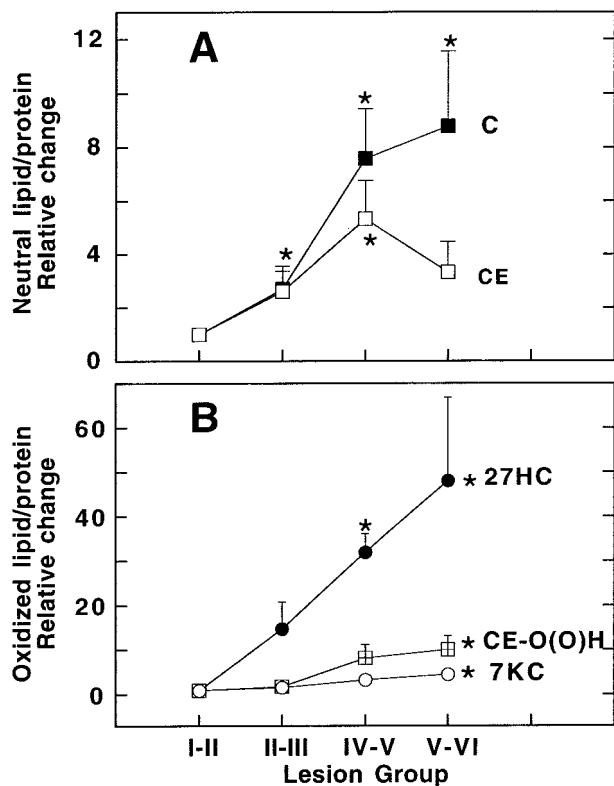 A
Neutral lipid/protein
Relative change
12
8
4
0
*
*
*
*
C
CE
B
Oxidized lipid/protein
Relative change
60
40
20
0
*
* 27HC
* CE-O(O)H
* 7KC
I-II II-III IV-V V-VI
Lesion Group